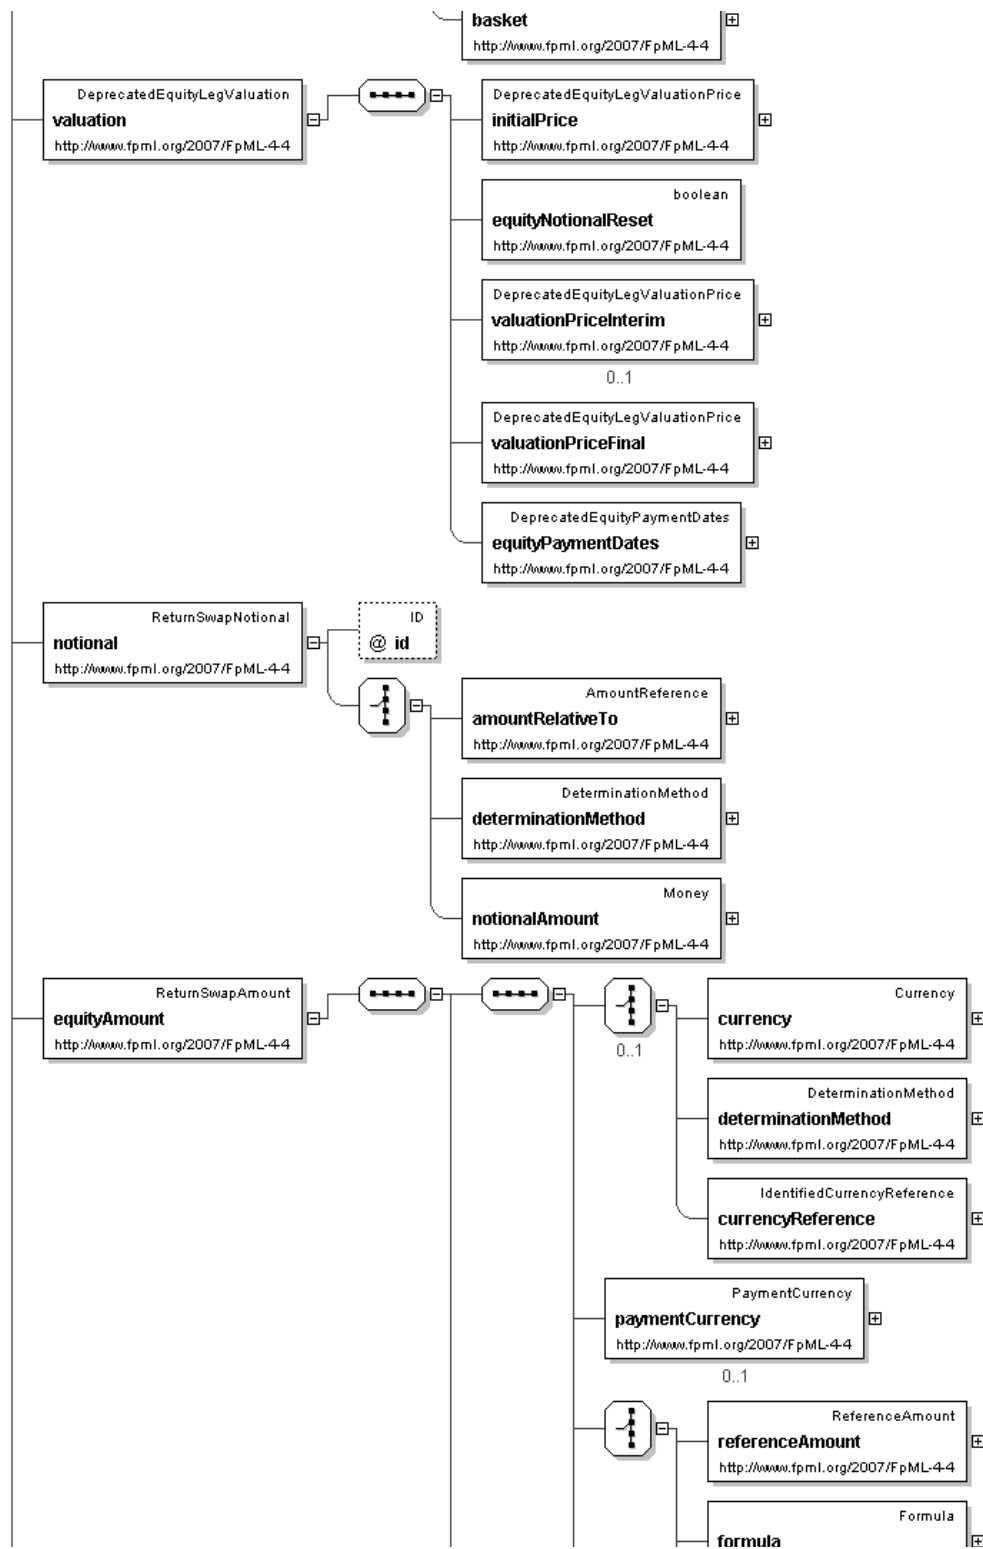 basket
http://www.fpml.org/2007/FpML-4-4
DeprecatedEquityLegValuation
valuation
http://www.fpml.org/2007/FpML-4-4
DeprecatedEquityLegValuationPrice
initialPrice
http://www.fpml.org/2007/FpML-4-4
boolean
equityNotionalReset
http://www.fpml.org/2007/FpML-4-4
DeprecatedEquityLegValuationPrice
valuationPriceInterim
http://www.fpml.org/2007/FpML-4-4
0..1
DeprecatedEquityLegValuationPrice
valuationPriceFinal
http://www.fpml.org/2007/FpML-4-4
DeprecatedEquityPaymentDates
equityPaymentDates
http://www.fpml.org/2007/FpML-4-4
ReturnSwapNotional
notional
http://www.fpml.org/2007/FpML-4-4
ID
@ id
AmountReference
amountRelativeTo
http://www.fpml.org/2007/FpML-4-4
DeterminationMethod
determinationMethod
http://www.fpml.org/2007/FpML-4-4
Money
notionalAmount
http://www.fpml.org/2007/FpML-4-4
ReturnSwapAmount
equityAmount
http://www.fpml.org/2007/FpML-4-4
0..1
Currency
currency
http://www.fpml.org/2007/FpML-4-4
DeterminationMethod
determinationMethod
http://www.fpml.org/2007/FpML-4-4
IdentifiedCurrencyReference
currencyReference
http://www.fpml.org/2007/FpML-4-4
PaymentCurrency
paymentCurrency
http://www.fpml.org/2007/FpML-4-4
0..1
ReferenceAmount
referenceAmount
http://www.fpml.org/2007/FpML-4-4
Formula
formula